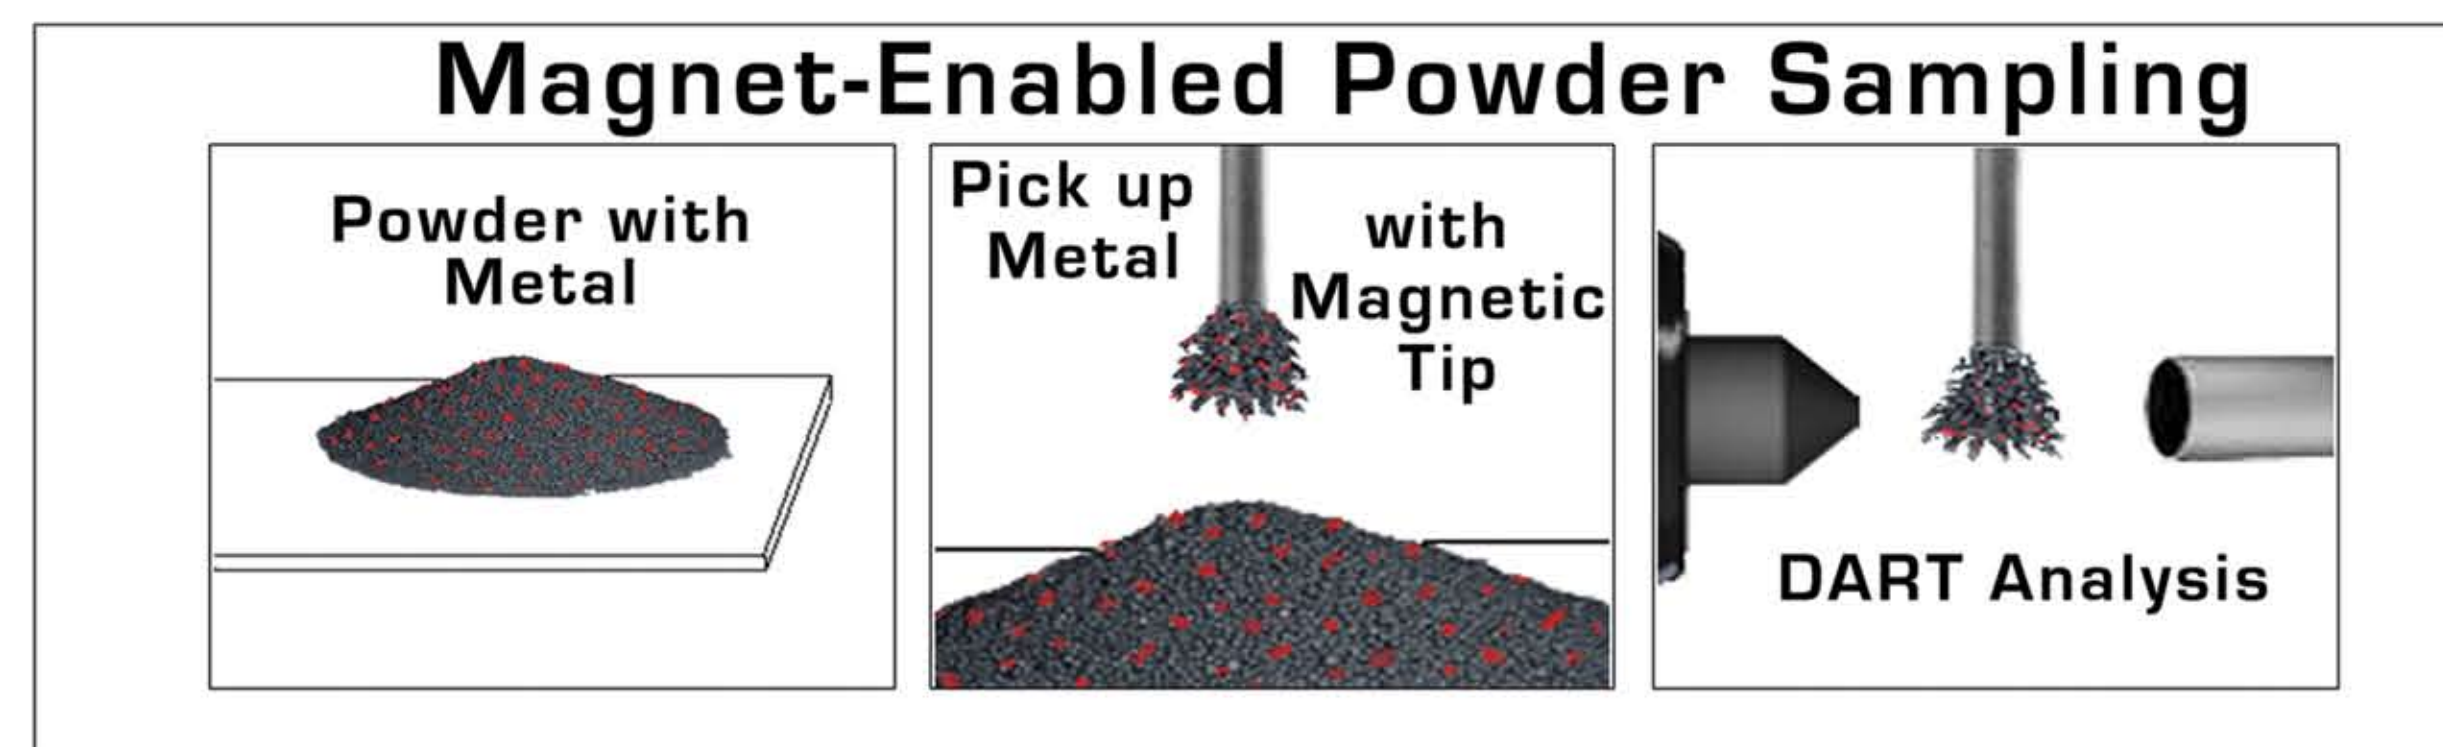 Magnet-Enabled Powder Sampling
Powder with
Metal
Pick up
Metal
with
Magnetic
Tip
DART Analysis